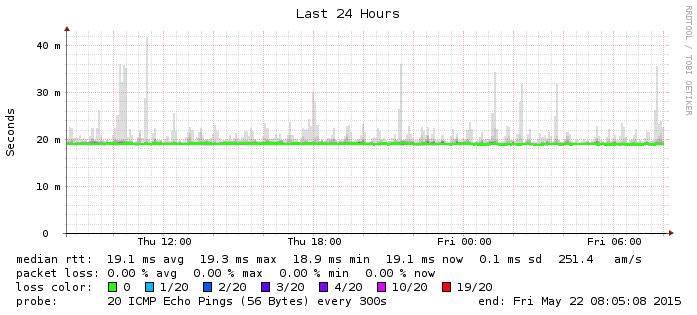 Last 24 Hours
RRDTOOL / TOBI OETIKER
Seconds
40 m
30 m
20 m
10 m
0
Thu 12:00 Thu 18:00 Fri 00:00 Fri 06:00
median rtt: 19.1 ms avg 19.3 ms max 18.9 ms min 19.1 ms now 0.1 ms sd 251.4 am/s
packet loss: 0.00 % avg 0.00 % max 0.00 % min 0.00 % now
loss color: 0 1/20 2/20 3/20 4/20 10/20 19/20
probe: 20 ICMP Echo Pings (56 Bytes) every 300s end: Fri May 22 08:05:08 2015